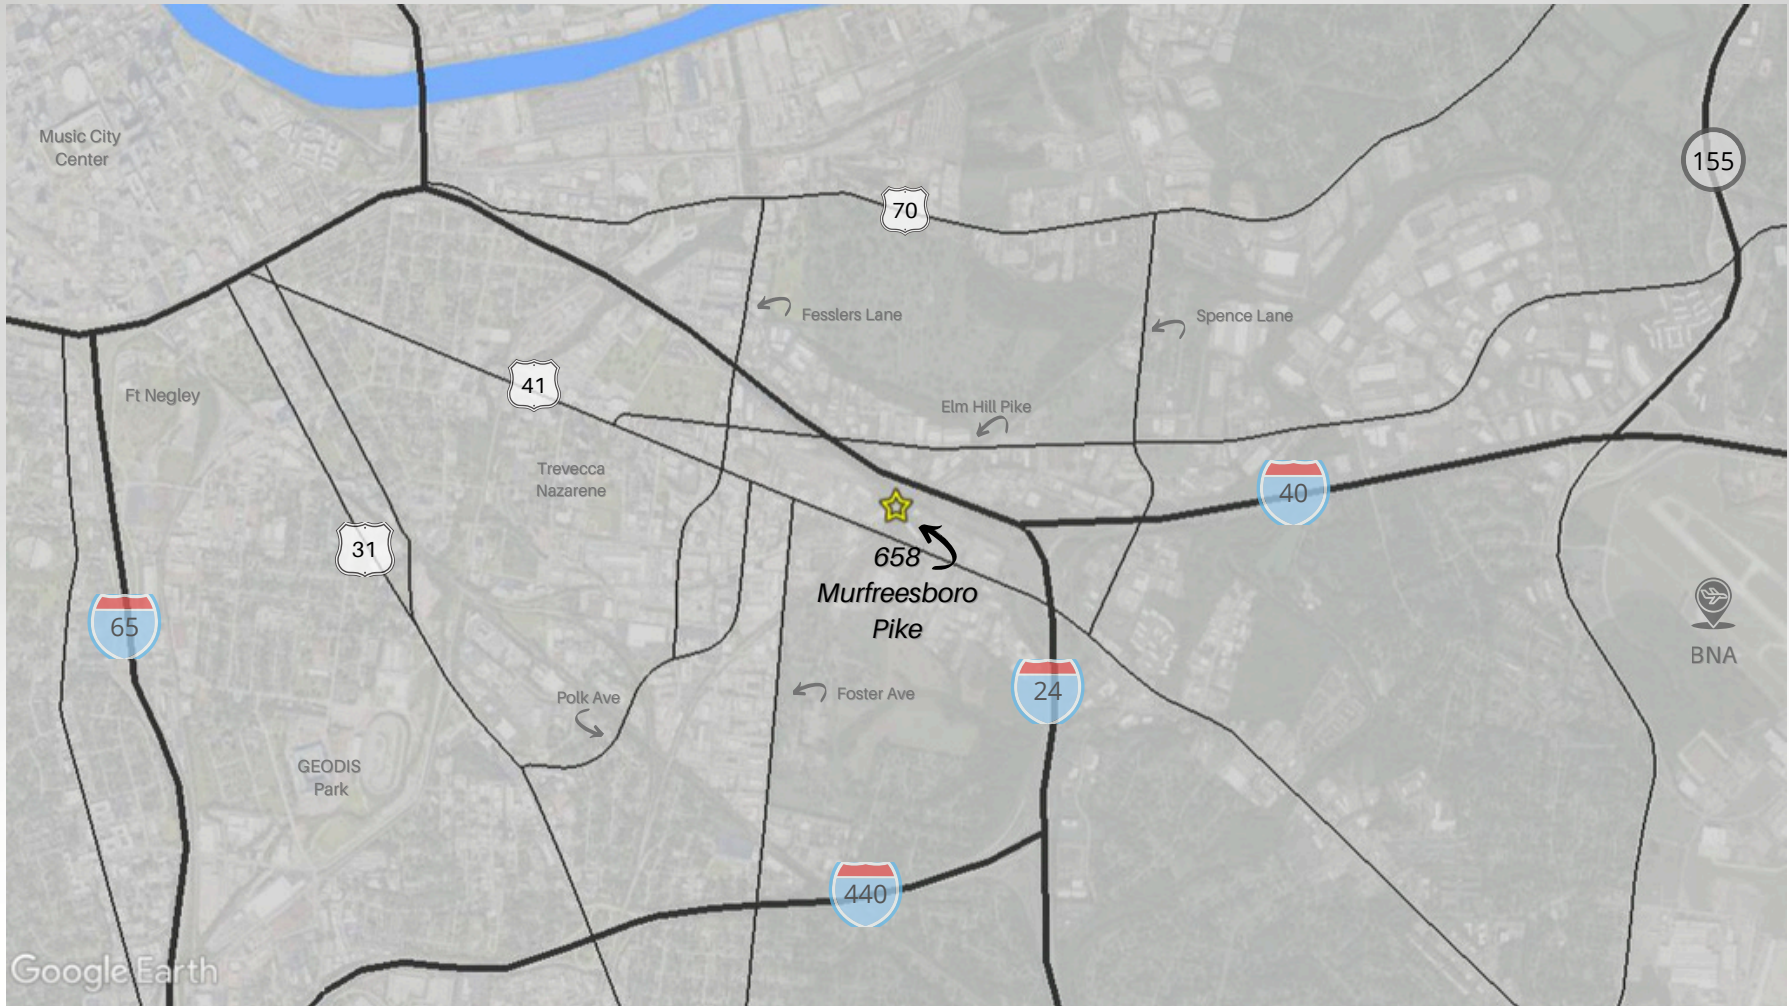 Music City
Center
155
70
Fesslers Lane
Spence Lane
41
Ft Negley
Elm Hill Pike
Trevecca
Nazarene
40
31
658
Murfreesboro
Pike
65
BNA
24
Polk Ave
Foster Ave
GEODIS
Park
440
Google Earth